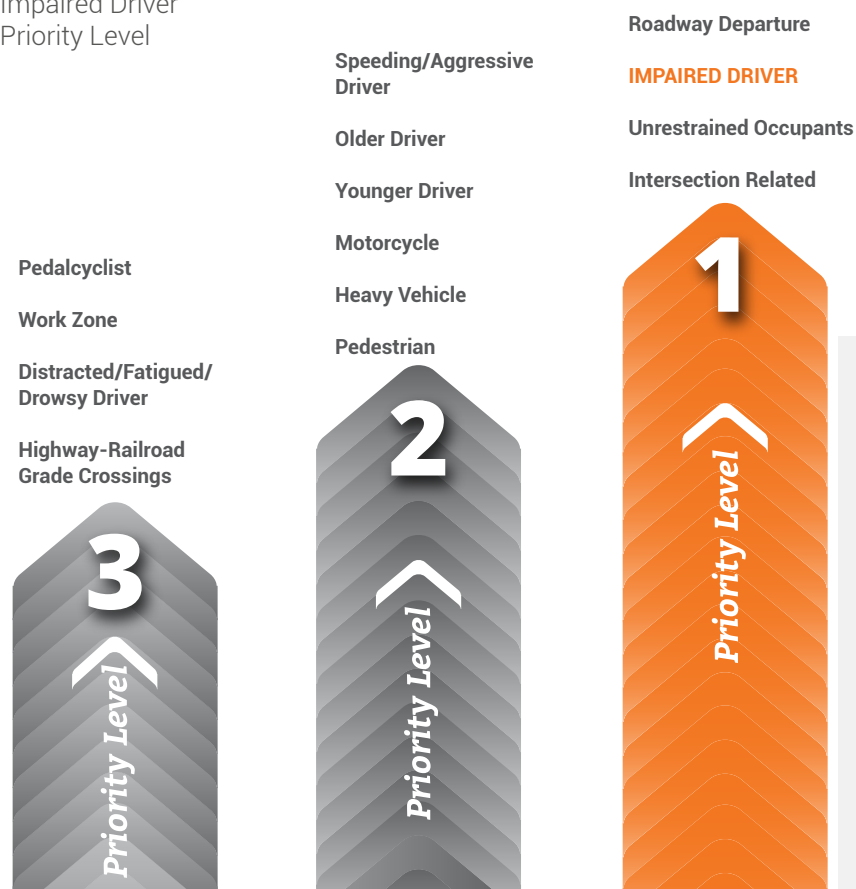 Impaired Driver
Priority Level
Pedalcyclist
Work Zone
Distracted/Fatigued/
Drowsy Driver
Highway-Railroad
Grade Crossings
3
Priority Level
Speeding/Aggressive
Driver
Older Driver
Younger Driver
Motorcycle
Heavy Vehicle
Pedestrian
2
Priority Level
Roadway Departure
IMPAIRED DRIVER
Unrestrained Occupants
Intersection Related
1
Priority Level